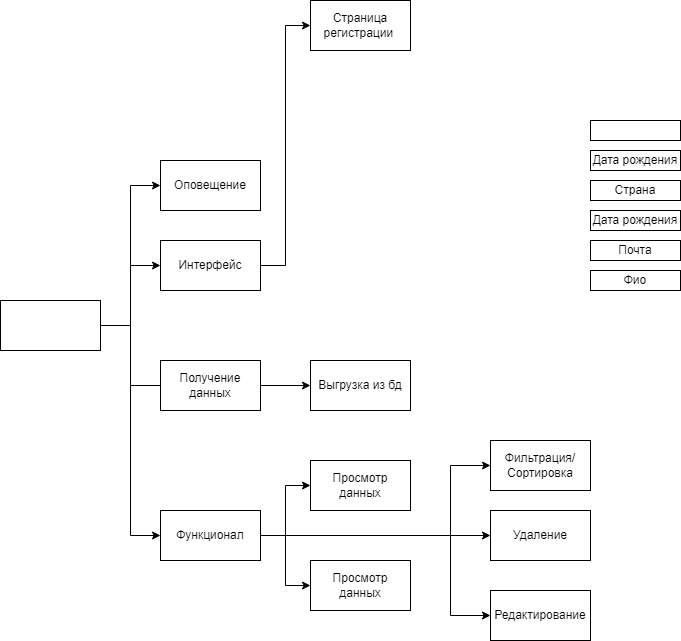 Страница
регистрации
Дата рождения
Оповещение
Страна
Дата рождения
Интерфейс
Почта
Фио
Получение
данных
Выгрузка из бд
Фильтрация/
Сортировка
Просмотр
данных
Функционал
Удаление
Просмотр
данных
Редактирование